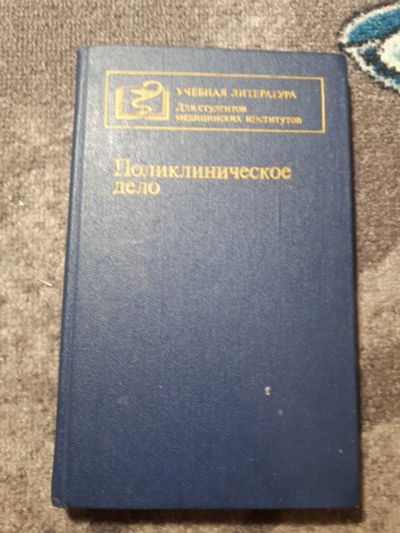 УЧЕБНАЯ ЛИТЕРАТУРА
Для студентов
медицинских институтов
Поликлиническое
дело